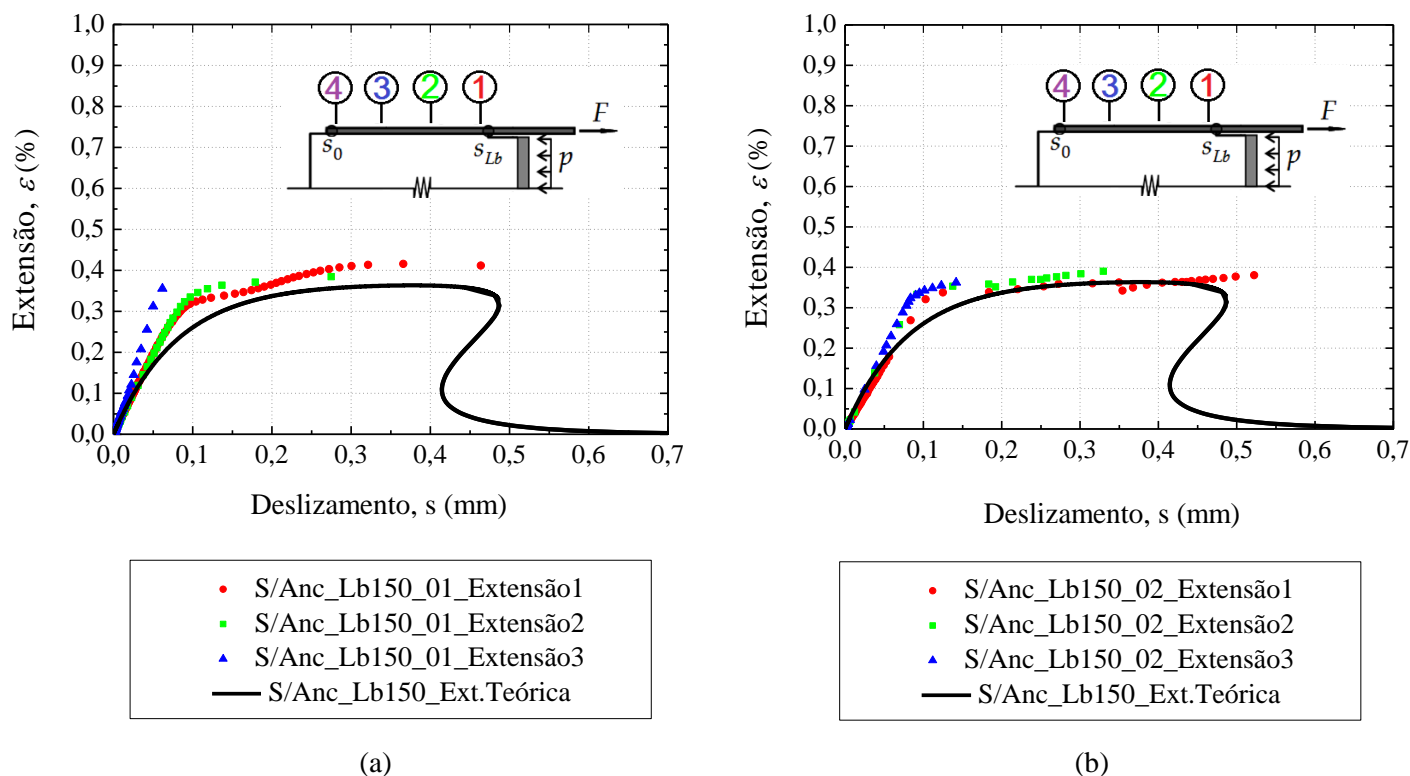 1,0
0,9
0,8
0,7
0,6
0,5
0,4
0,3
0,2
0,1
0,0
Extensão, ε (%)
4 3 2 1
F
s0
sLb
p
0,0 0,1 0,2 0,3 0,4 0,5 0,6 0,7
Deslizamento, s (mm)
S/Anc_Lb150_01_Extensão1
S/Anc_Lb150_01_Extensão2
S/Anc_Lb150_01_Extensão3
S/Anc_Lb150_Ext.Teórica
(a)
1,0
0,9
0,8
0,7
0,6
0,5
0,4
0,3
0,2
0,1
0,0
Extensão, ε (%)
4 3 2 1
F
s0
sLb
p
0,0 0,1 0,2 0,3 0,4 0,5 0,6 0,7
Deslizamento, s (mm)
S/Anc_Lb150_02_Extensão1
S/Anc_Lb150_02_Extensão2
S/Anc_Lb150_02_Extensão3
S/Anc_Lb150_Ext.Teórica
(b)